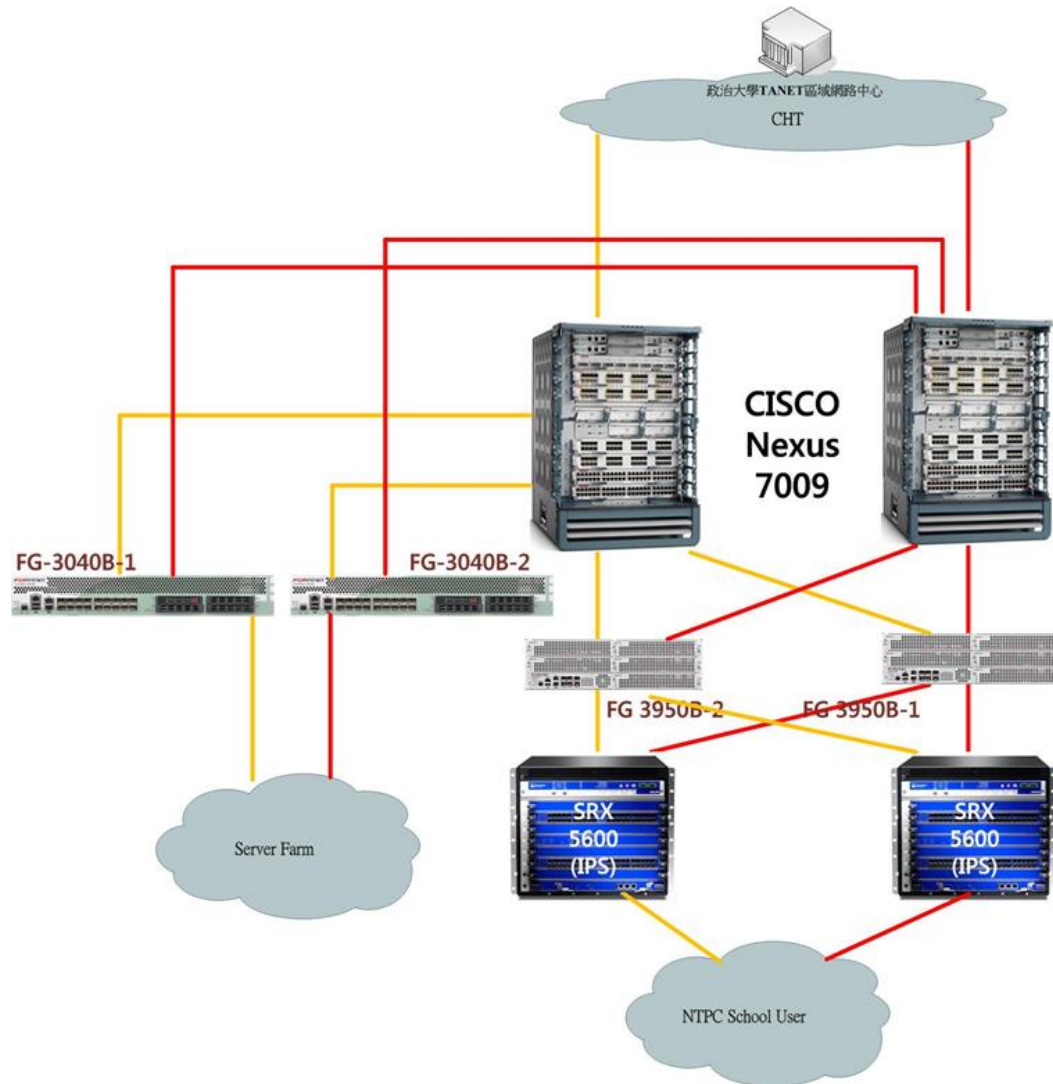 政治大學TANET區域網路中心
CHT
CISCO
Nexus
7009
FG-3040B-1
FG-3040B-2
FG 3950B-2
FG 3950B-1
SRX
5600
(IPS)
SRX
5600
(IPS)
Server Farm
NTPC School User